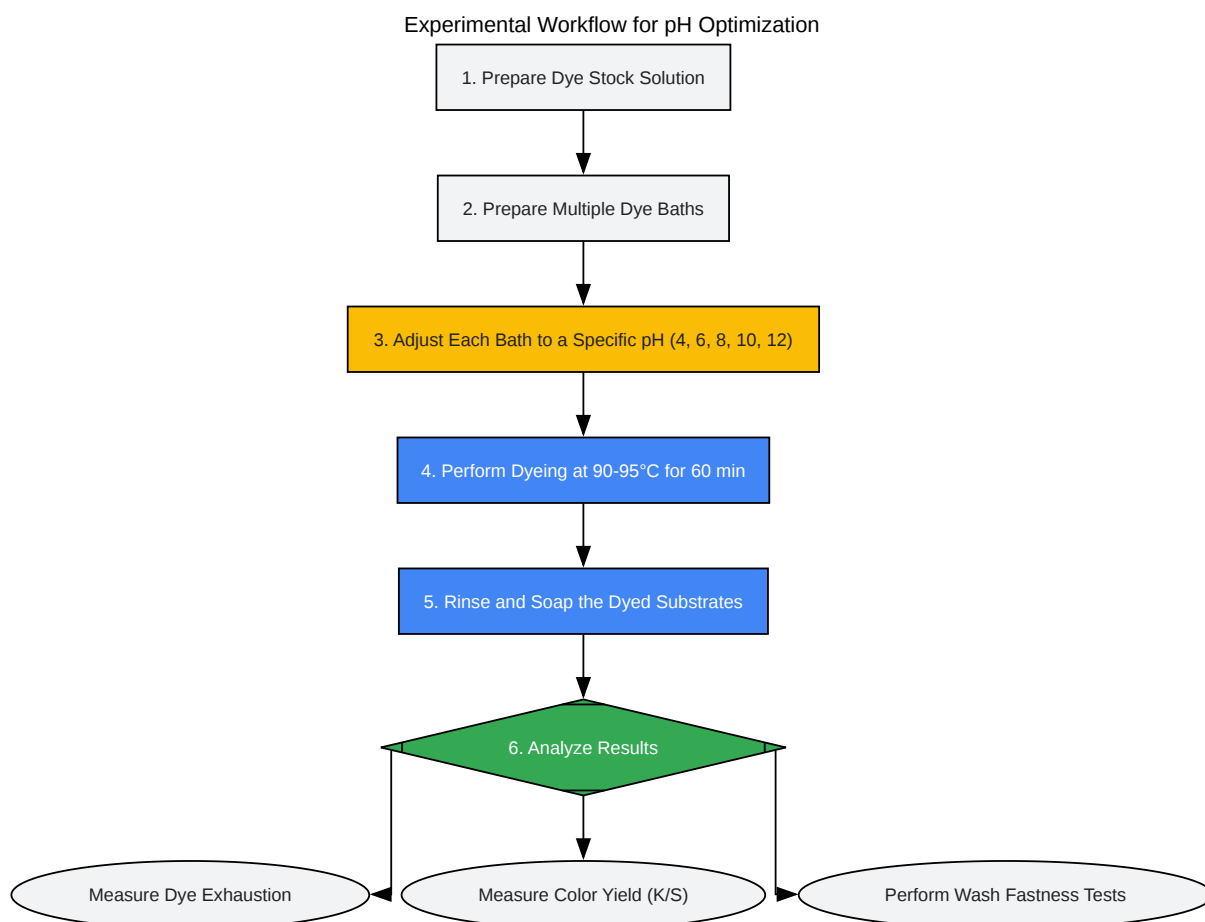 Experimental Workflow for pH Optimization
1. Prepare Dye Stock Solution
2. Prepare Multiple Dye Baths
3. Adjust Each Bath to a Specific pH (4, 6, 8, 10, 12)
4. Perform Dyeing at 90-95°C for 60 min
5. Rinse and Soap the Dyed Substrates
6. Analyze Results
Measure Dye Exhaustion
Measure Color Yield (K/S)
Perform Wash Fastness Tests